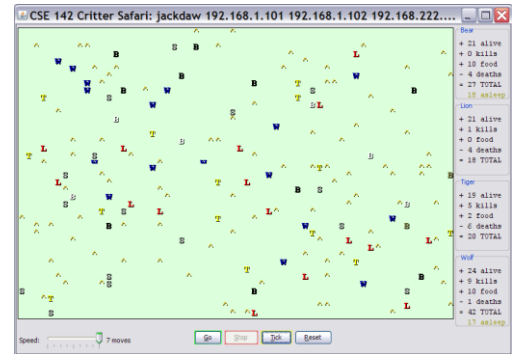 CSE 142 Critter Safari: jackdaw 192.168.1.101 192.168.1.102 192.168.222....
Bear
+ 21 alive
+ 0 kills
+ 10 food
- 4 deaths
= 27 TOTAL
18 asleep
Lion
+ 21 alive
+ 1 kills
+ 0 food
- 4 deaths
= 18 TOTAL
Tiger
+ 19 alive
+ 5 kills
+ 2 food
- 6 deaths
= 20 TOTAL
Wolf
+ 24 alive
+ 9 kills
+ 10 food
- 1 deaths
= 42 TOTAL
17 asleep
Speed:
7 moves
Go
Stop
Tick
Reset